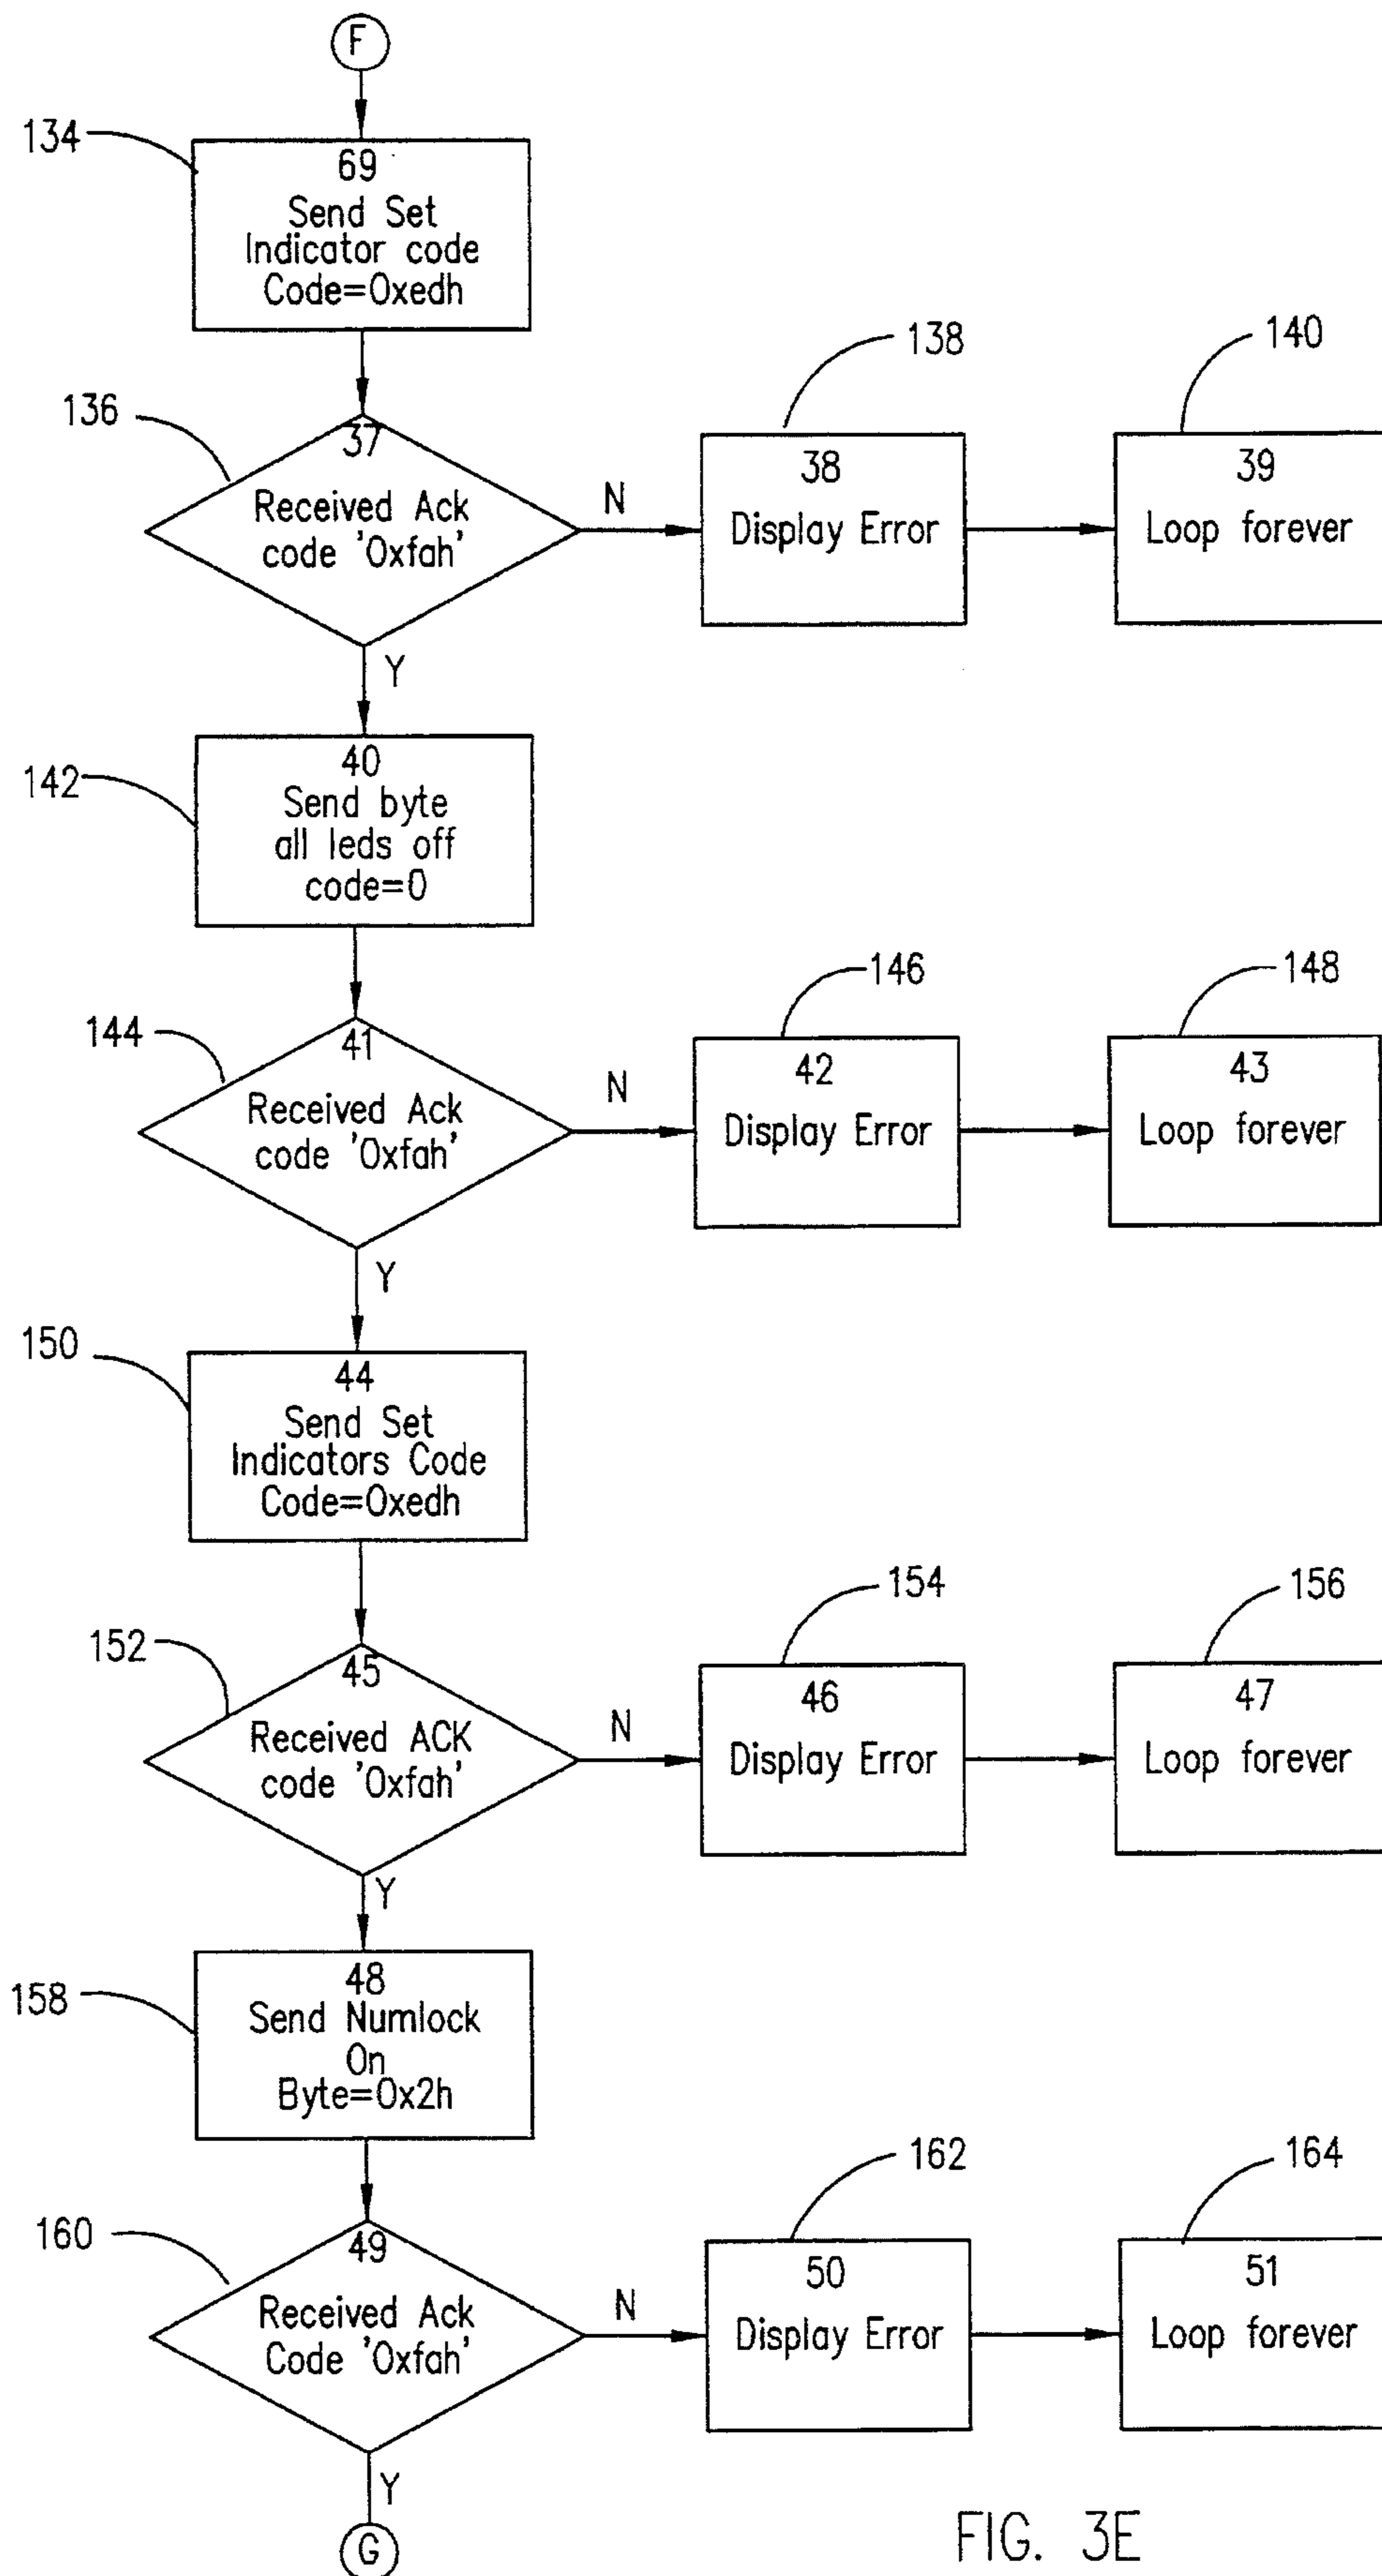 F
134
69
Send Set
Indicator code
Code=0xedh
136
37
Received Ack
code '0xfah'
N
138
38
Display Error
140
39
Loop forever
Y
142
40
Send byte
all leds off
code=0
144
41
Received Ack
code '0xfah'
N
146
42
Display Error
148
43
Loop forever
Y
150
44
Send Set
Indicators Code
Code=0xedh
152
45
Received ACK
code '0xfah'
N
154
46
Display Error
156
47
Loop forever
Y
158
48
Send Numlock
On
Byte=0x2h
160
49
Received Ack
Code '0xfah'
N
162
50
Display Error
164
51
Loop forever
Y
G
FIG. 3E